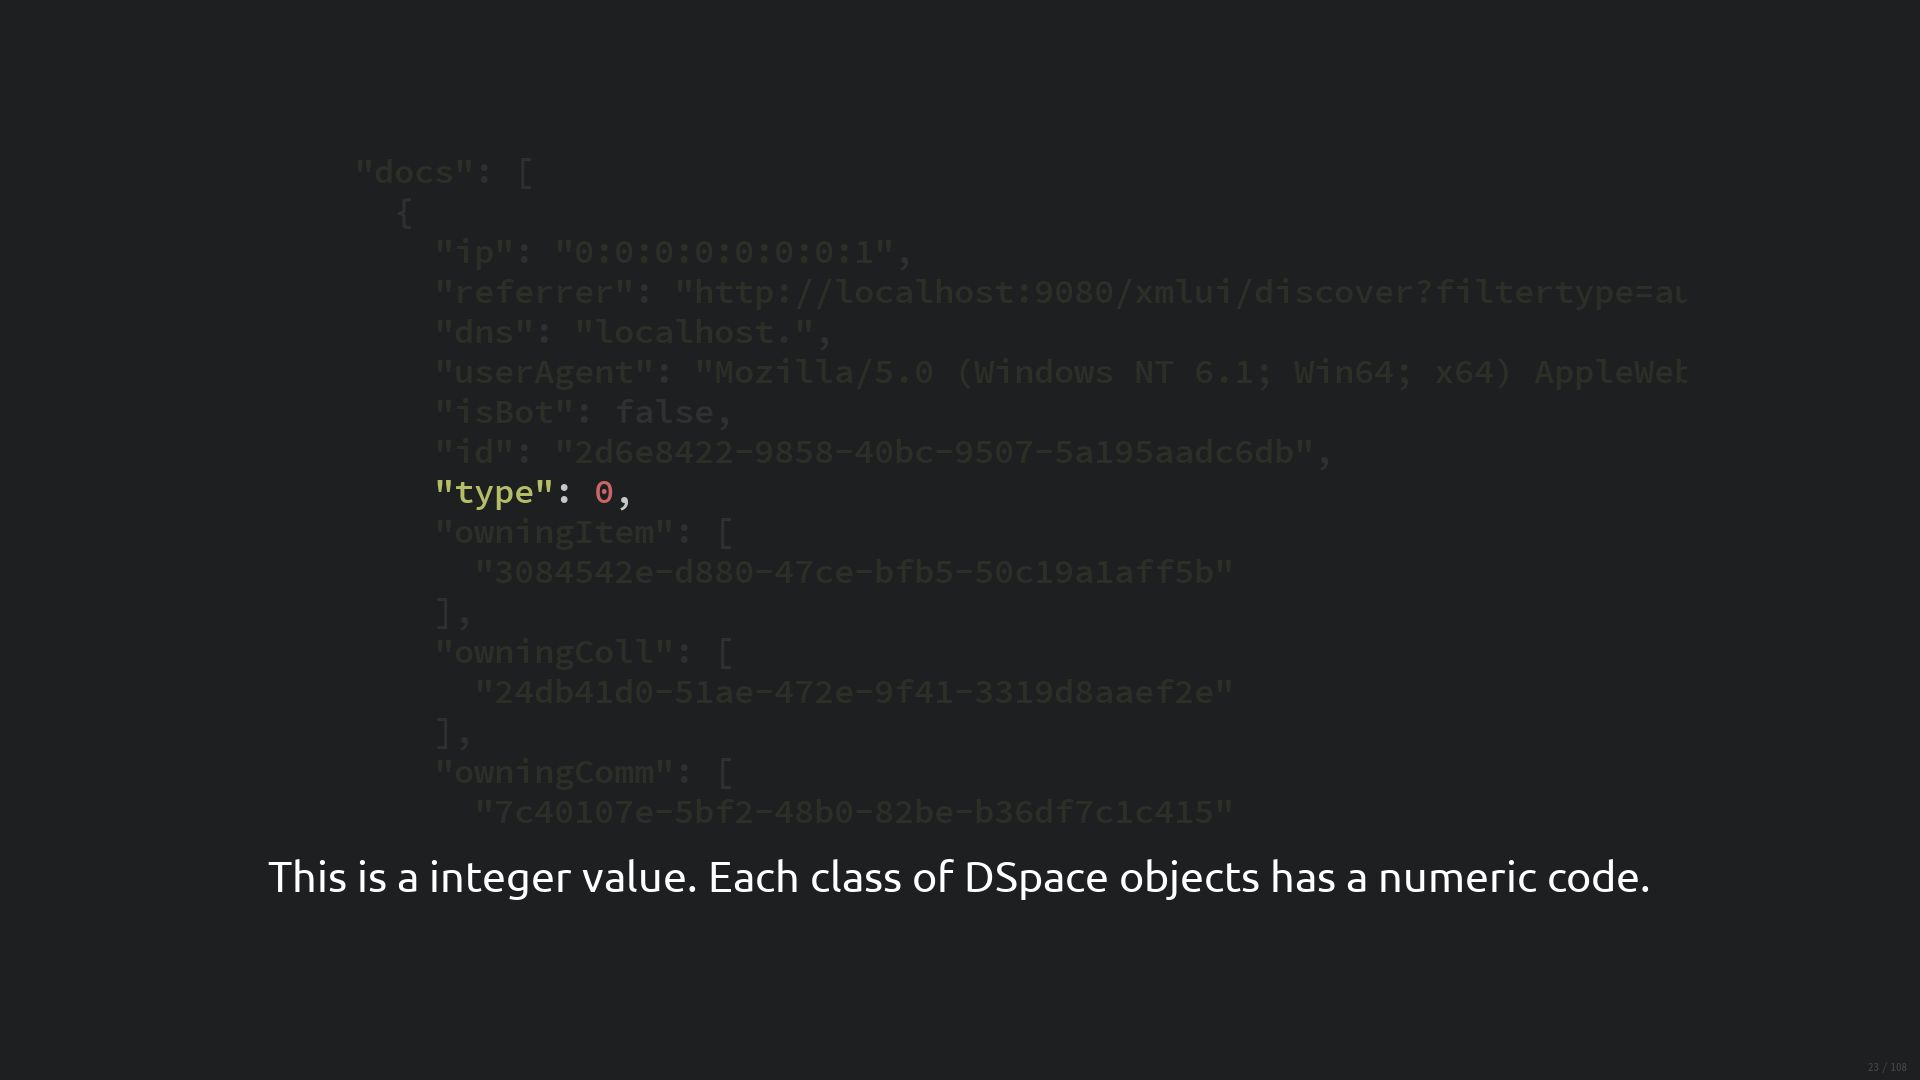 "docs": [
{
"ip": "0:0:0:0:0:0:0:1",
"referrer": "http://localhost:9080/xmlui/discover?filtertype=au
"dns": "localhost.",
"userAgent": "Mozilla/5.0 (Windows NT 6.1; Win64; x64) AppleWeb
"isBot": false,
"id": "2d6e8422-9858-40bc-9507-5a195aadc6db",
"type": 0,
"owningItem": [
"3084542e-d880-47ce-bfb5-50c19a1aff5b"
],
"owningColl": [
"24db41d0-51ae-472e-9f41-3319d8aaef2e"
],
"owningComm": [
"7c40107e-5bf2-48b0-82be-b36df7c1c415"
This is a integer value. Each class of DSpace objects has a numeric code.
23 / 108